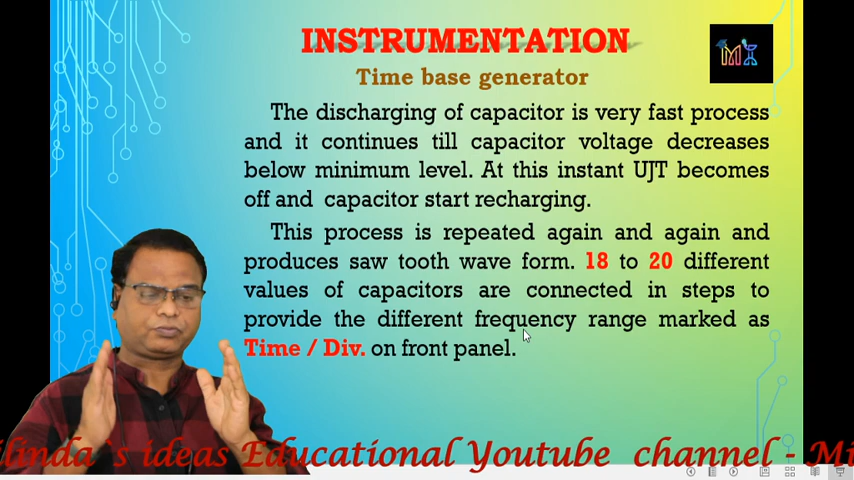 INSTRUMENTATION
Time base generator
The discharging of capacitor is very fast process
and it continues till capacitor voltage decreases
below minimum level. At this instant UJT becomes
off and capacitor start recharging.
This process is repeated again and again and
produces saw tooth wave form. 18 to 20 different
values of capacitors are connected in steps to
provide the different frequency range marked as
Time / Div. on front panel.
ilinda`s ideas Educational Youtube channel - Mi